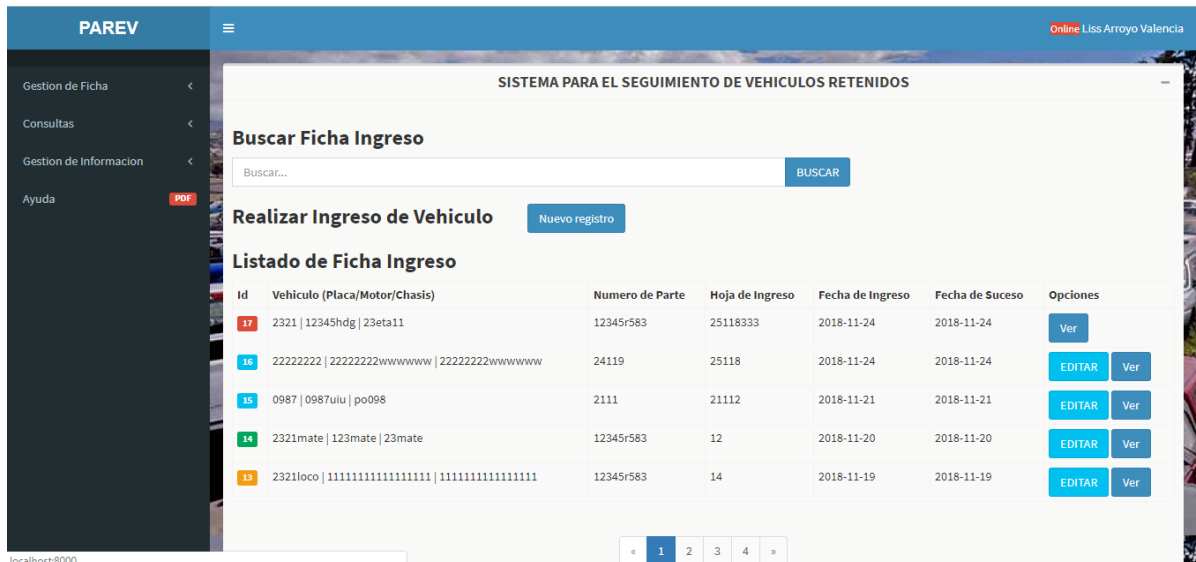 PAREV
Online Liss Arroyo Valencia
Gestion de Ficha
Consultas
Gestion de Informacion
Ayuda PDF
SISTEMA PARA EL SEGUIMIENTO DE VEHICULOS RETENIDOS
Buscar Ficha Ingreso
Buscar... BUSCAR
Realizar Ingreso de Vehiculo Nuevo registro
Listado de Ficha Ingreso
Id Vehiculo (Placa/Motor/Chasis) Numero de Parte Hoja de Ingreso Fecha de Ingreso Fecha de Suceso Opciones
17 2321 | 12345hdg | 23eta11 12345r583 25118333 2018-11-24 2018-11-24 Ver
16 22222222 | 22222222wwwwww | 22222222wwwwww 24119 25118 2018-11-24 2018-11-24 EDITAR Ver
15 0987 | 0987uiu | po098 2111 21112 2018-11-21 2018-11-21 EDITAR Ver
14 2321mate | 123mate | 23mate 12345r583 12 2018-11-20 2018-11-20 EDITAR Ver
13 2321loco | 11111111111111111 | 1111111111111111 12345r583 14 2018-11-19 2018-11-19 EDITAR Ver
« 1 2 3 4 »
localhost:8000